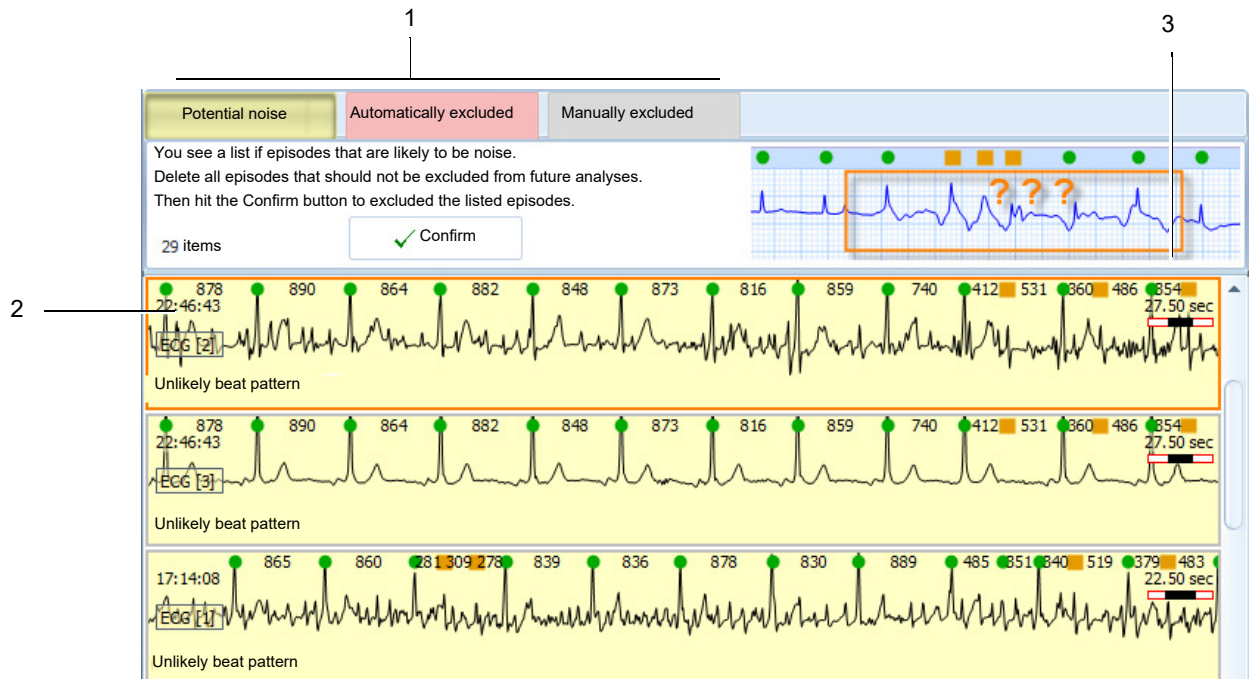 1
3
Potential noise Automatically excluded Manually excluded
You see a list if episodes that are likely to be noise.
Delete all episodes that should not be excluded from future analyses.
Then hit the Confirm button to excluded the listed episodes.
? ? ?
29 items
Confirm
2
878 890 864 882 848 873 816 859 740 412 531 360 486 354
22:46:43 27.50 sec
ECG [2]
Unlikely beat pattern
878 890 864 882 848 873 816 859 740 412 531 360 486 354
22:46:43 27.50 sec
ECG [3]
Unlikely beat pattern
865 860 281 309 278 839 836 878 830 889 485 351 340 519 379 483
17:14:08 22.50 sec
ECG [1]
Unlikely beat pattern